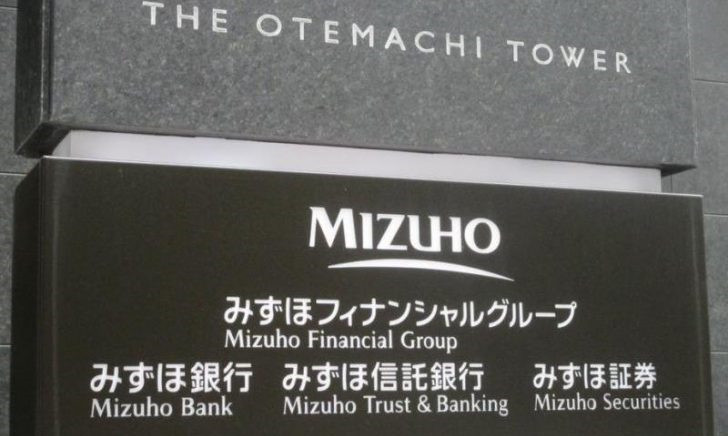 THE OTEMACHI TOWER
MIZUHO
みずほフィナンシャルグループ
Mizuho Financial Group
みずほ銀行 みずほ信託銀行 みずほ証券
Mizuho Bank Mizuho Trust & Banking Mizuho Securities